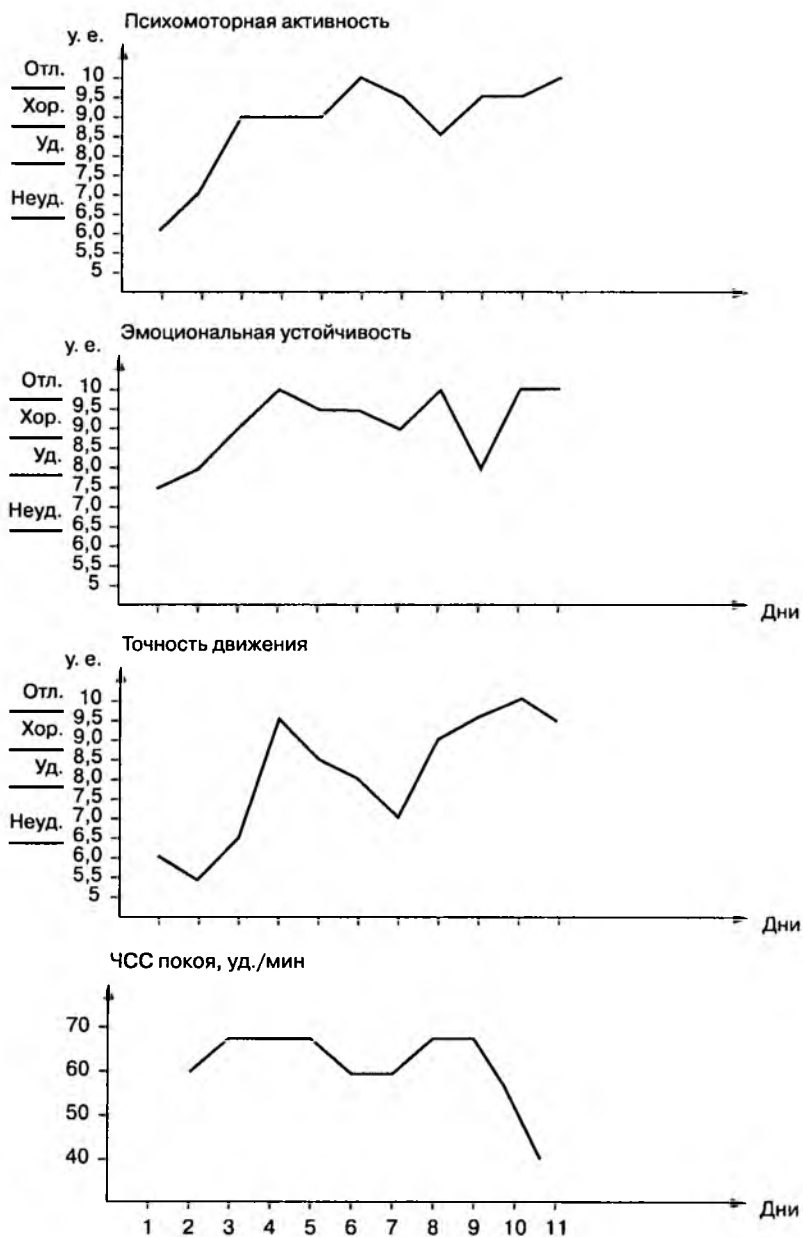 Психомоторная активность
у. е.
Отл. 10
9,5
Хор. 9,0
8,5
Уд. 8,0
7,5
7,0
Неуд. 6,5
6,0
5,5
5
Эмоциональная устойчивость
у. е.
Отл. 10
9,5
Хор. 9,0
8,5
Уд. 8,0
7,5
7,0
Неуд. 6,5
6,0
5,5
5
Дни
Точность движения
у. е.
Отл. 10
9,5
Хор. 9,0
8,5
Уд. 8,0
7,5
7,0
Неуд. 6,5
6,0
5,5
5
Дни
ЧСС покоя, уд./мин
70
60
50
40
Дни
1 2 3 4 5 6 7 8 9 10 11